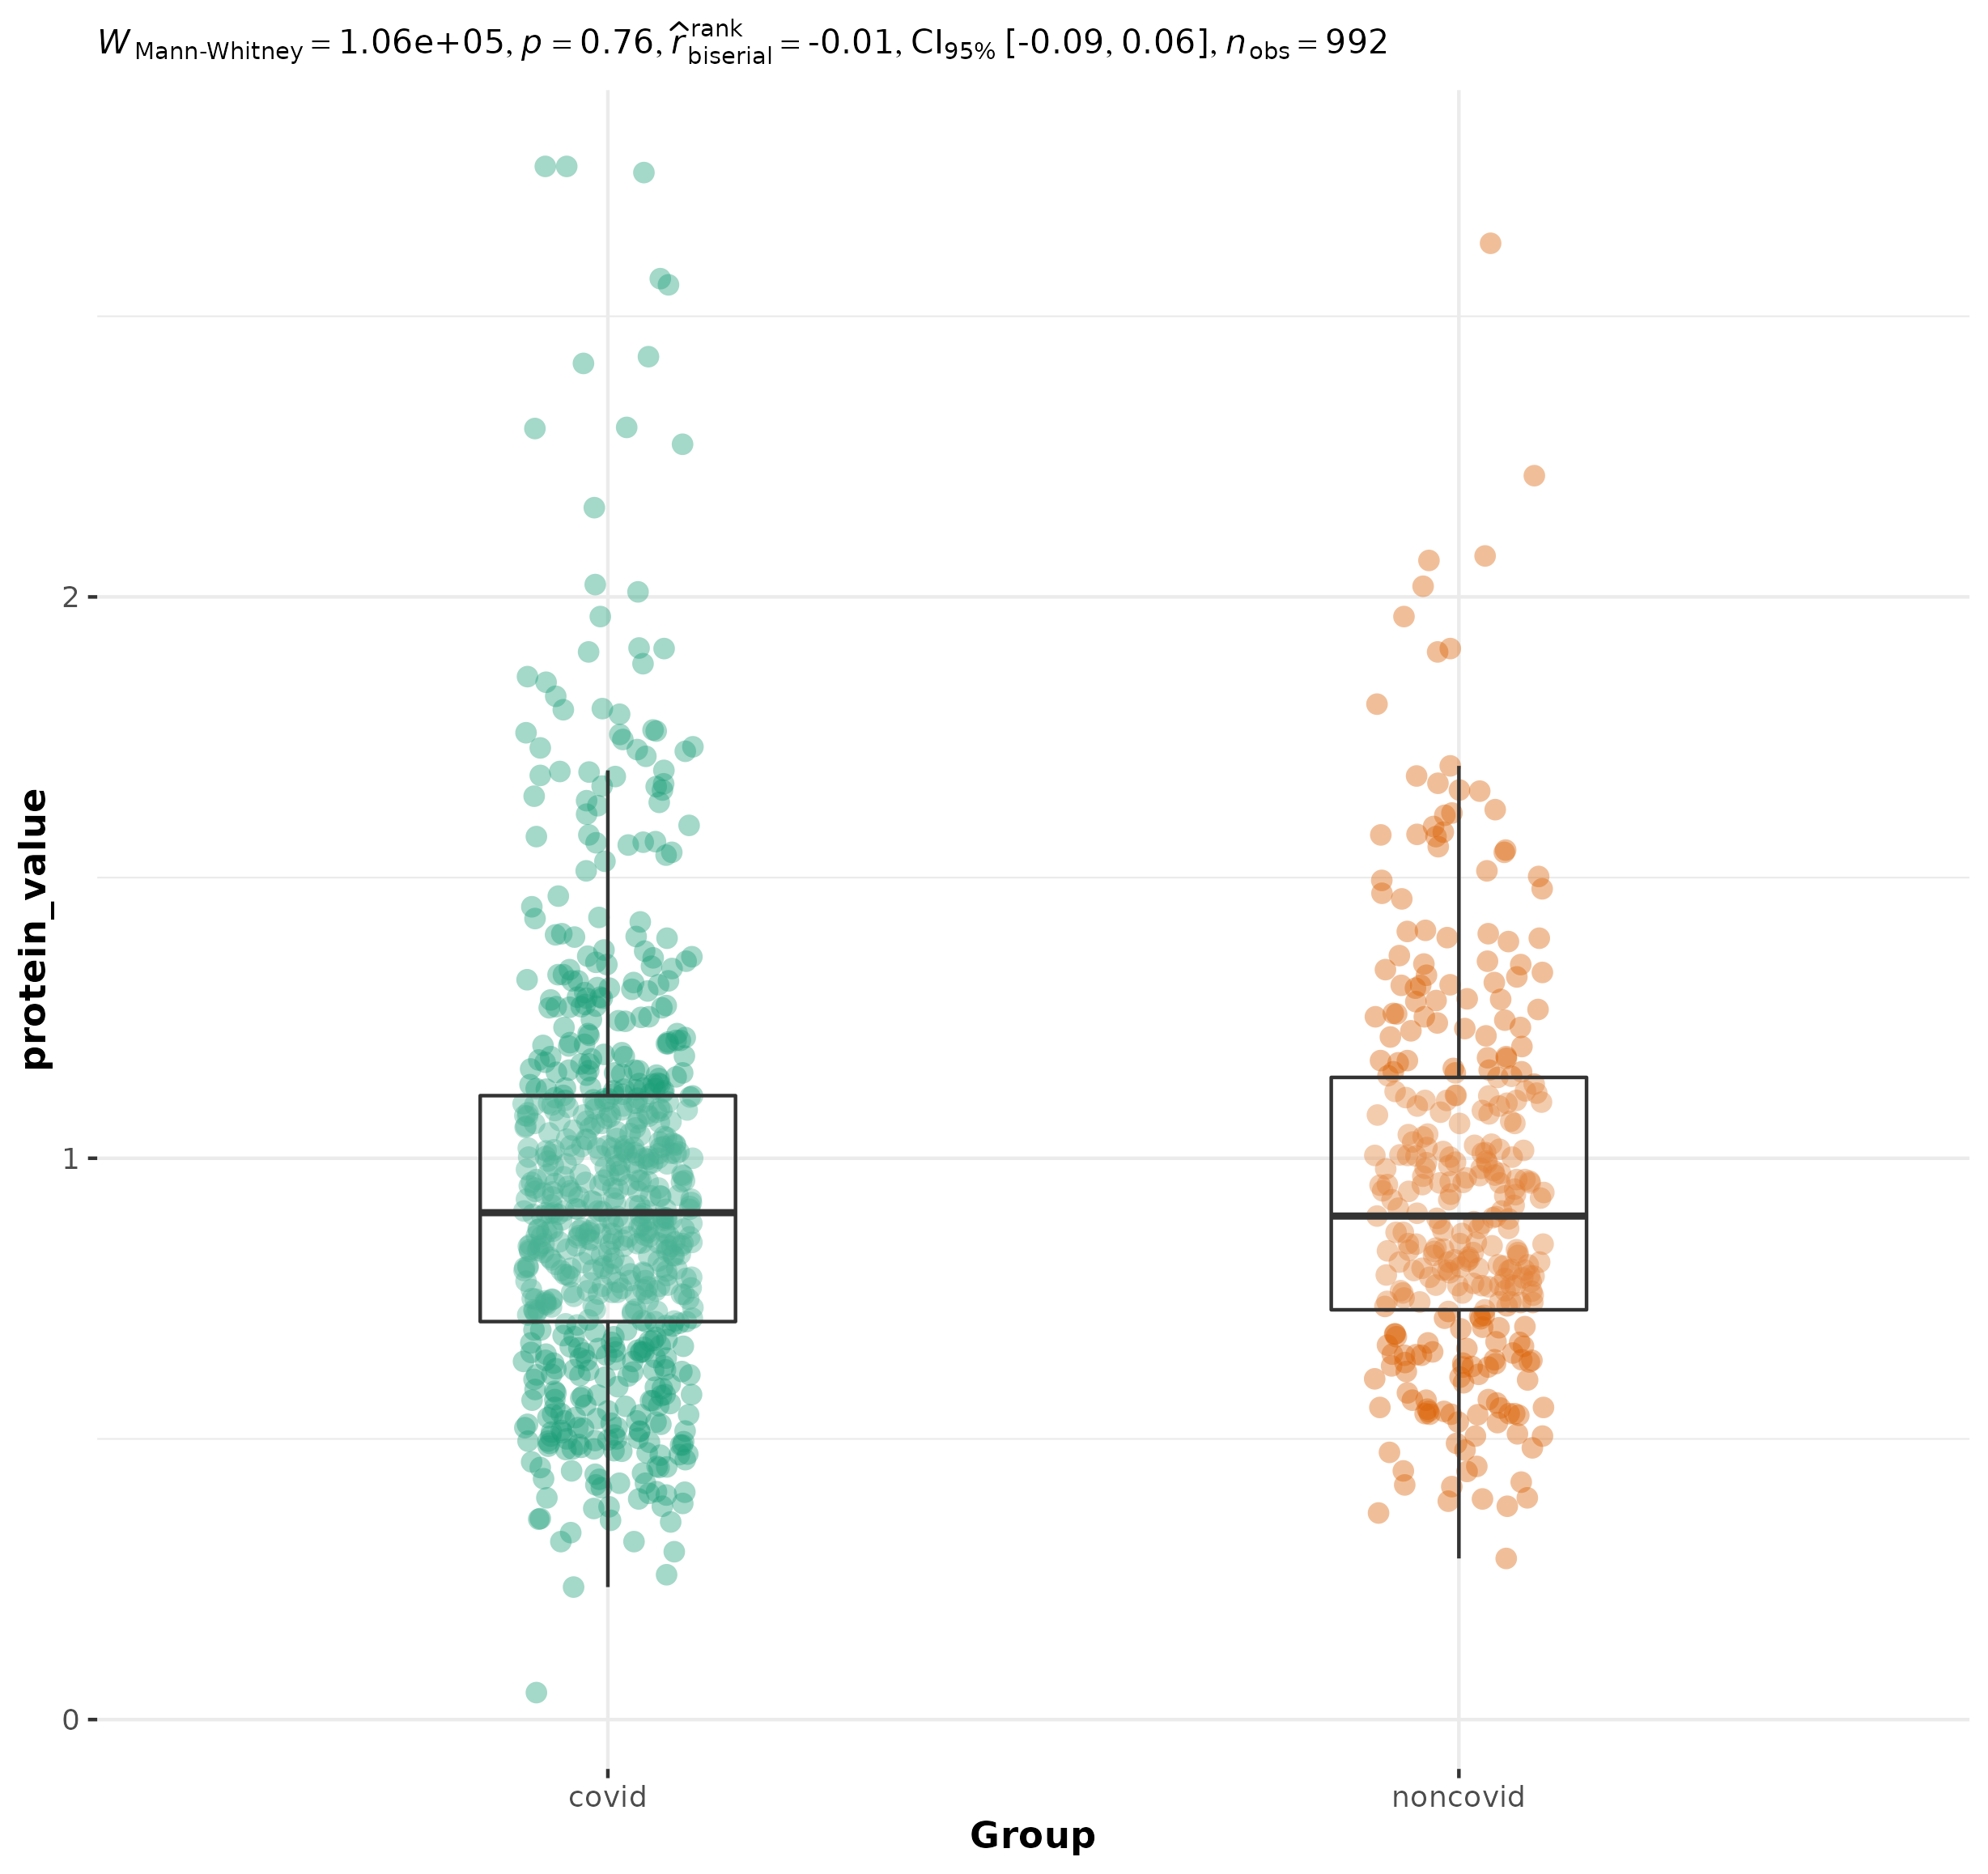 W Mann-Whitney = 1.06e+05, p = 0.76, r̂ rank biserial = -0.01, CI95% [-0.09, 0.06], nobs = 992
protein_value
2
1
0
covid noncovid
Group